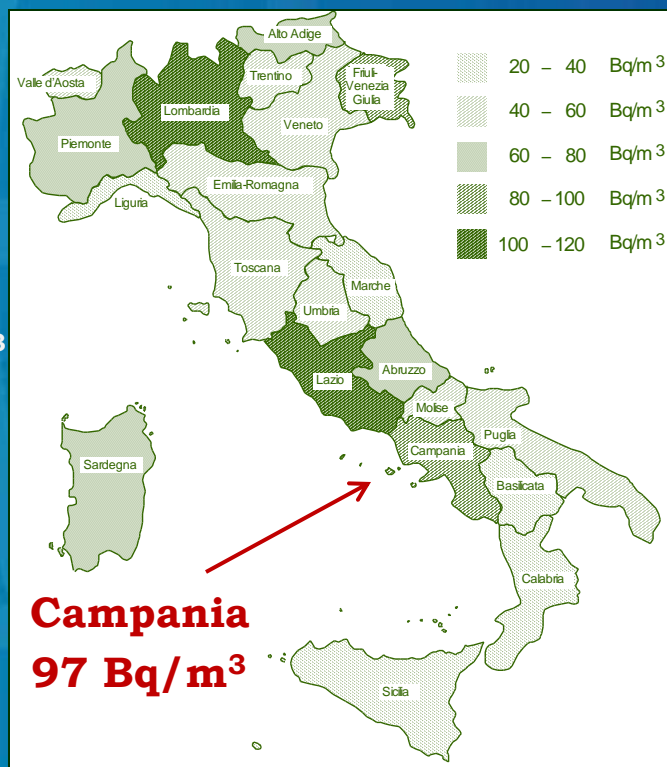 Alto Adige
Valle d'Aosta
Trentino
Friuli-
Venezia
Giulia
Lombardia
Veneto
Piemonte
Emilia-Romagna
Liguria
Toscana
Marche
Umbria
Lazio
Abruzzo
Molise
Campania
Puglia
Basilicata
Sardegna
Calabria
Sicilia
20 – 40 Bq/m³
40 – 60 Bq/m³
60 – 80 Bq/m³
80 – 100 Bq/m³
100 – 120 Bq/m³
3
Campania
97 Bq/m³